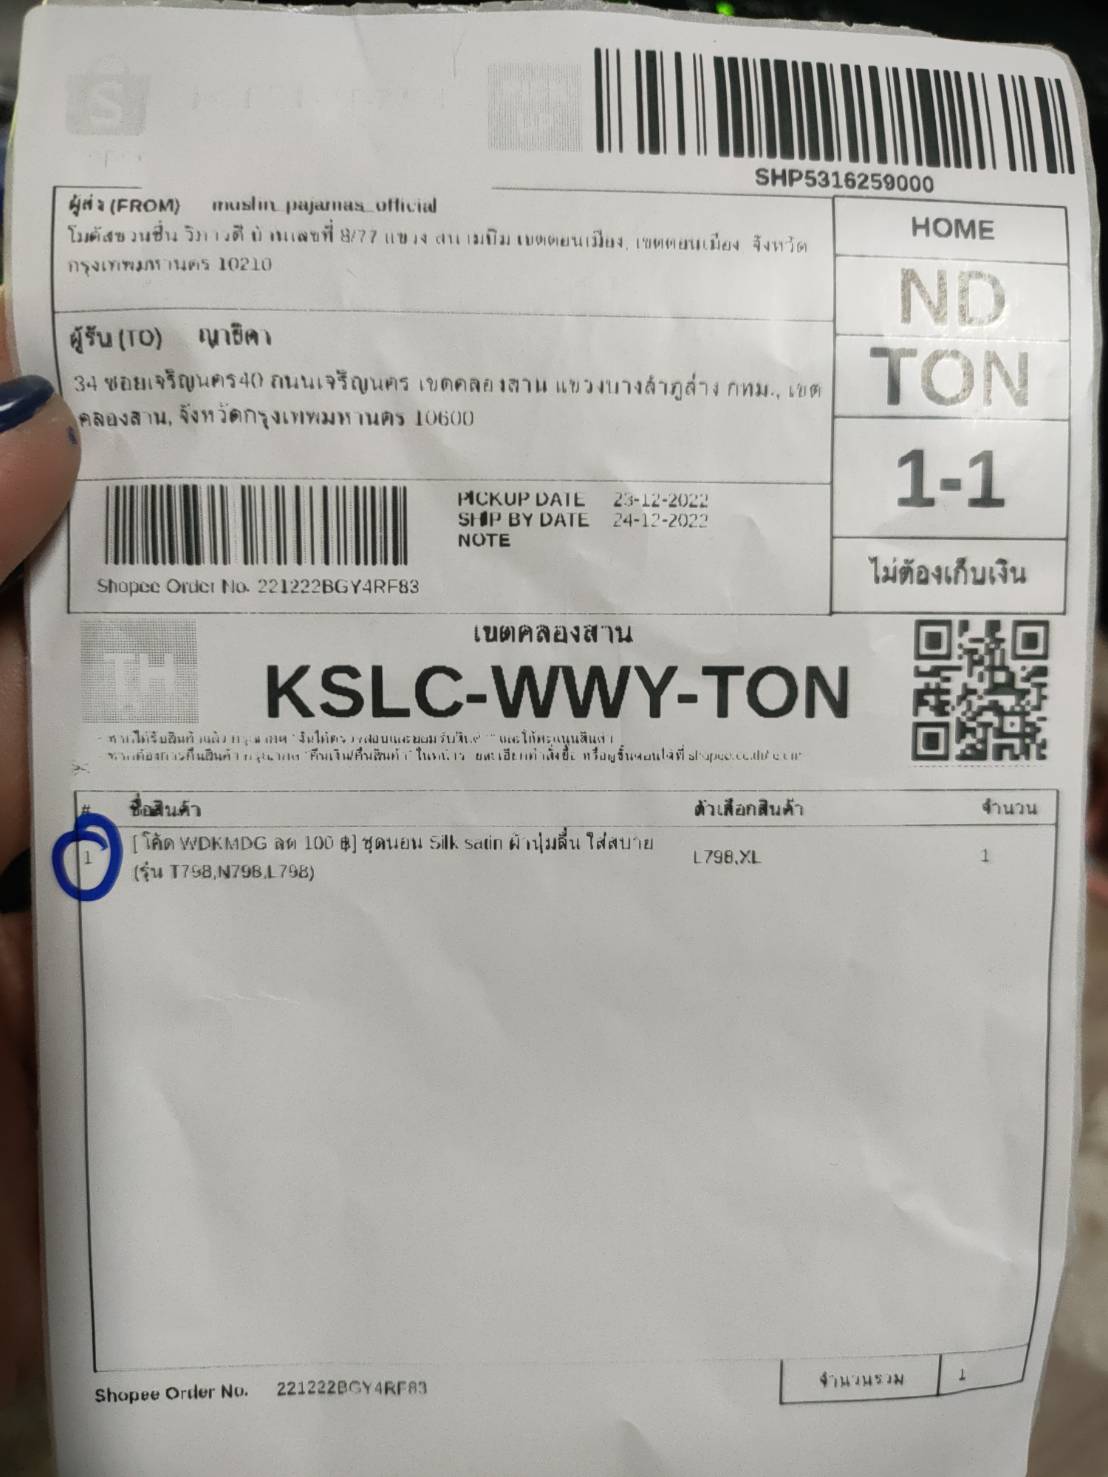 S
PICK
UP
SHP5316259000
ผู้ส่ง (FROM) muslin_pajamas_official
โมดัสชวนชื่น วิภาวดี บ้านเลขที่ 8/77 แขวง สนามบิน เขตดอนเมือง, เขตดอนเมือง, จังหวัด
กรุงเทพมหานคร 10210
HOME
ND
TON
1-1
ไม่ต้องเก็บเงิน
ผู้รับ (TO) ญาธิดา
34 ซอยเจริญนคร40 ถนนเจริญนคร เขตคลองสาน แขวงบางลำภูล่าง กทม., เขต
คลองสาน, จังหวัดกรุงเทพมหานคร 10600
PICKUP DATE 23-12-2022
SHIP BY DATE 24-12-2022
NOTE
Shopee Order No. 221222BGY4RF83
เขตคลองสาน
TH
KSLC-WWY-TON
# ชื่อสินค้า ตัวเลือกสินค้า จำนวน
1 [โค้ด WDKMDG ลด 100 ฿] ชุดนอน Silk satin ผ้านุ่มลื่น ใส่สบาย
(รุ่น T798,N798,L798) L798,XL 1
Shopee Order No. 221222BGY4RF83
จำนวนรวม 1